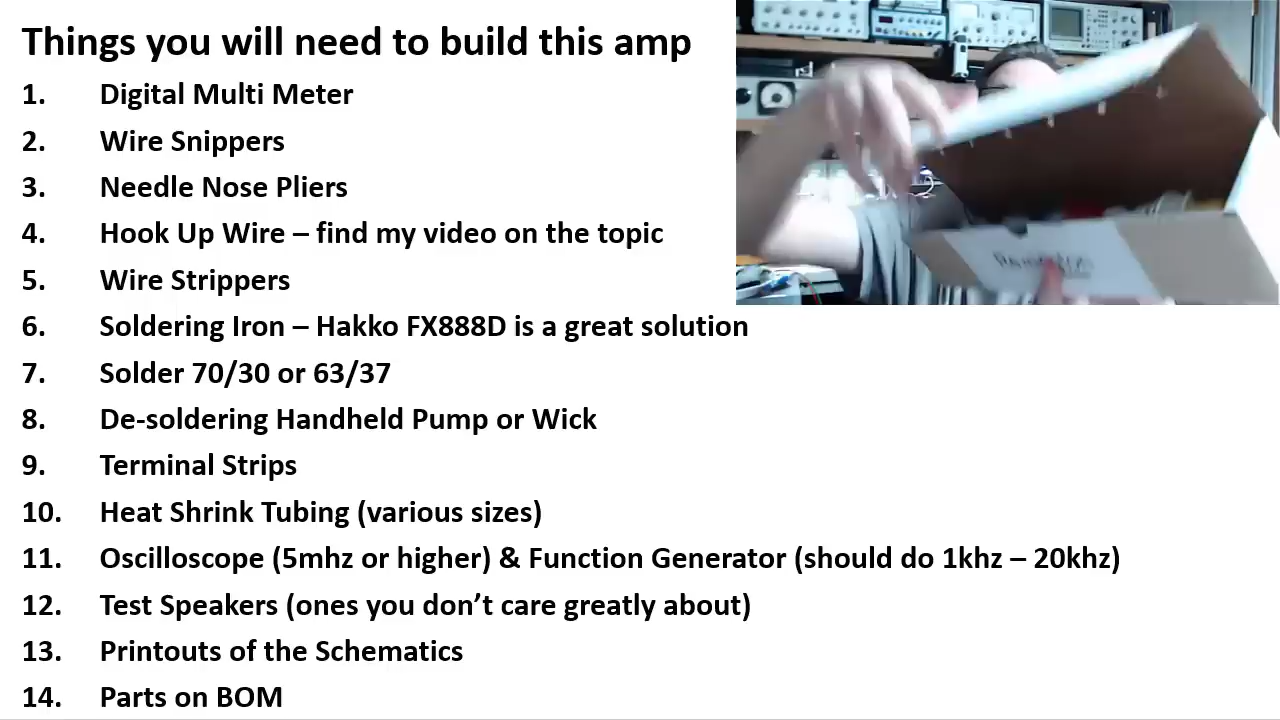 Things you will need to build this amp
1. Digital Multi Meter
2. Wire Snippers
3. Needle Nose Pliers
4. Hook Up Wire – find my video on the topic
5. Wire Strippers
6. Soldering Iron – Hakko FX888D is a great solution
7. Solder 70/30 or 63/37
8. De-soldering Handheld Pump or Wick
9. Terminal Strips
10. Heat Shrink Tubing (various sizes)
11. Oscilloscope (5mhz or higher) & Function Generator (should do 1khz – 20khz)
12. Test Speakers (ones you don’t care greatly about)
13. Printouts of the Schematics
14. Parts on BOM